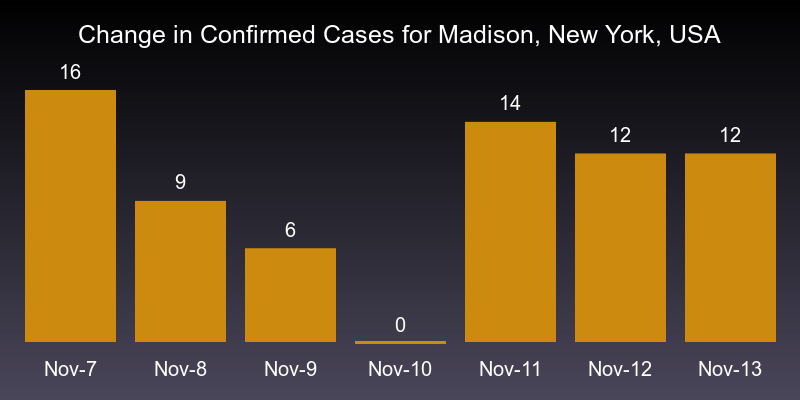 Change in Confirmed Cases for Madison, New York, USA
16
9
6
0
14
12
12
Nov-7
Nov-8
Nov-9
Nov-10
Nov-11
Nov-12
Nov-13